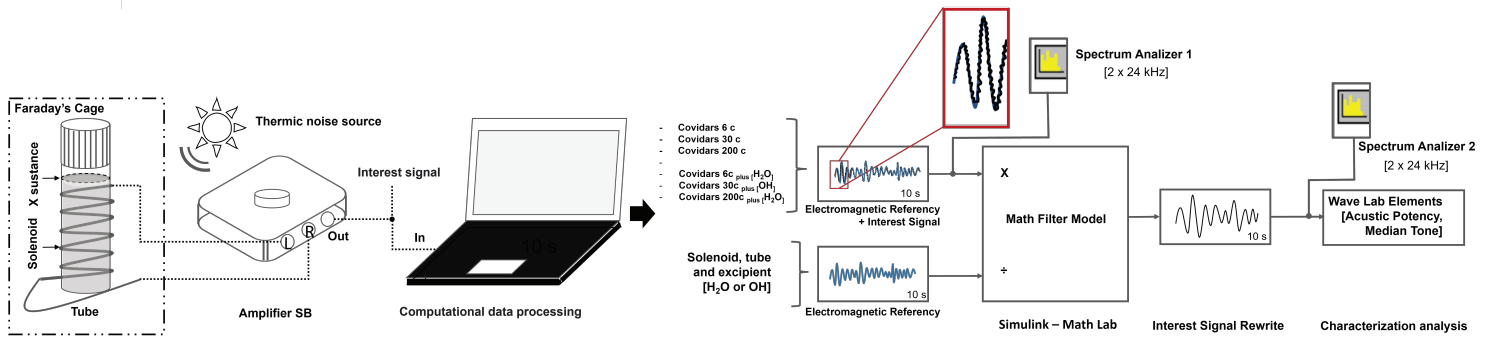 Faraday's Cage
Solenoid X sustance
Tube
Thermic noise source
L
R
Out
Amplifier SB
Interest signal
In
10 s
Computational data processing
- Covidars 6 c
- Covidars 30 c
- Covidars 200 c
-
- Covidars 6c plus [H2O]
- Covidars 30c plus [OH]
- Covidars 200c plus [H2O]
10 s
Electromagnetic Referency
+ Interest Signal
Solenoid, tube
and excipient
[H2O or OH]
10 s
Electromagnetic Referency
Spectrum Analizer 1
[2 x 24 kHz]
X
Math Filter Model
÷
Simulink – Math Lab
10 s
Interest Signal Rewrite
Spectrum Analizer 2
[2 x 24 kHz]
Wave Lab Elements
[Acustic Potency,
Median Tone]
Characterization analysis